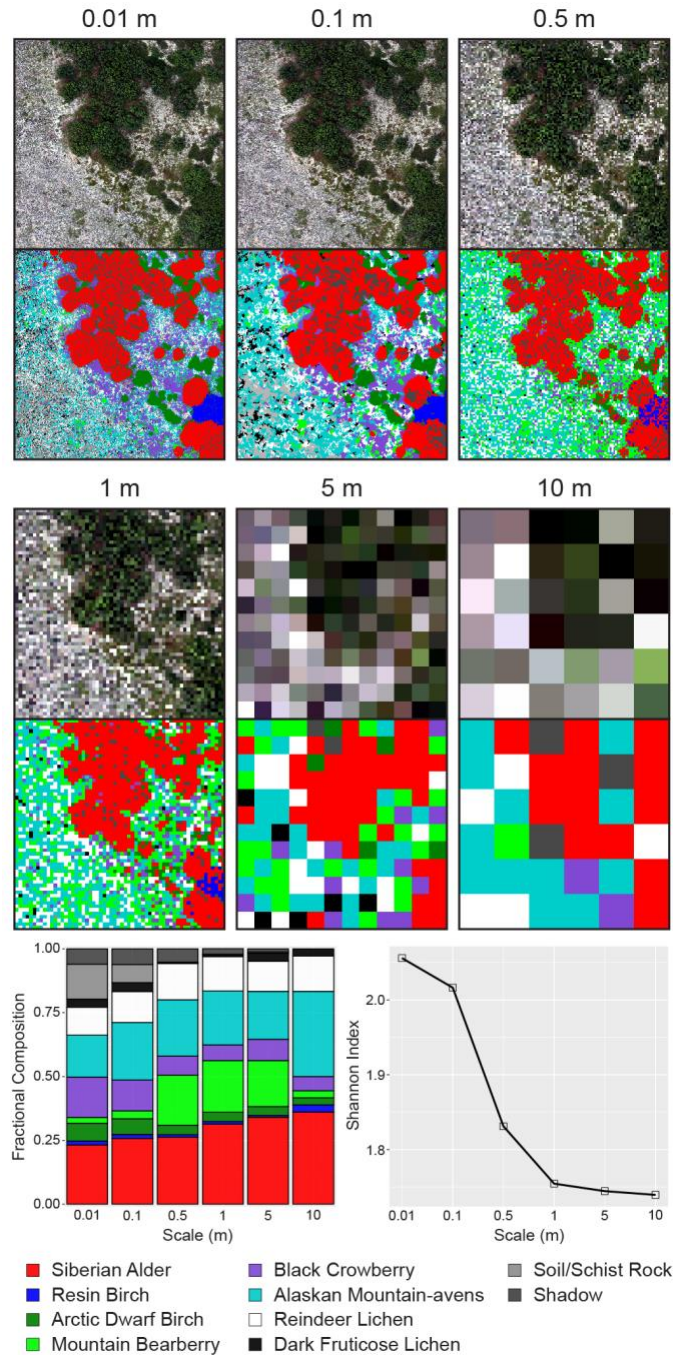 0.01 m 0.1 m 0.5 m
1 m 5 m 10 m
1.00
0.75
0.50
0.25
0.00
Fractional Composition
0.01 0.1 0.5 1 5 10
Scale (m)
2.0
1.9
1.8
Shannon Index
0.01 0.1 0.5 1 5 10
Scale (m)
Siberian Alder
Resin Birch
Arctic Dwarf Birch
Mountain Bearberry
Black Crowberry
Alaskan Mountain-avens
Reindeer Lichen
Dark Fruticose Lichen
Soil/Schist Rock
Shadow